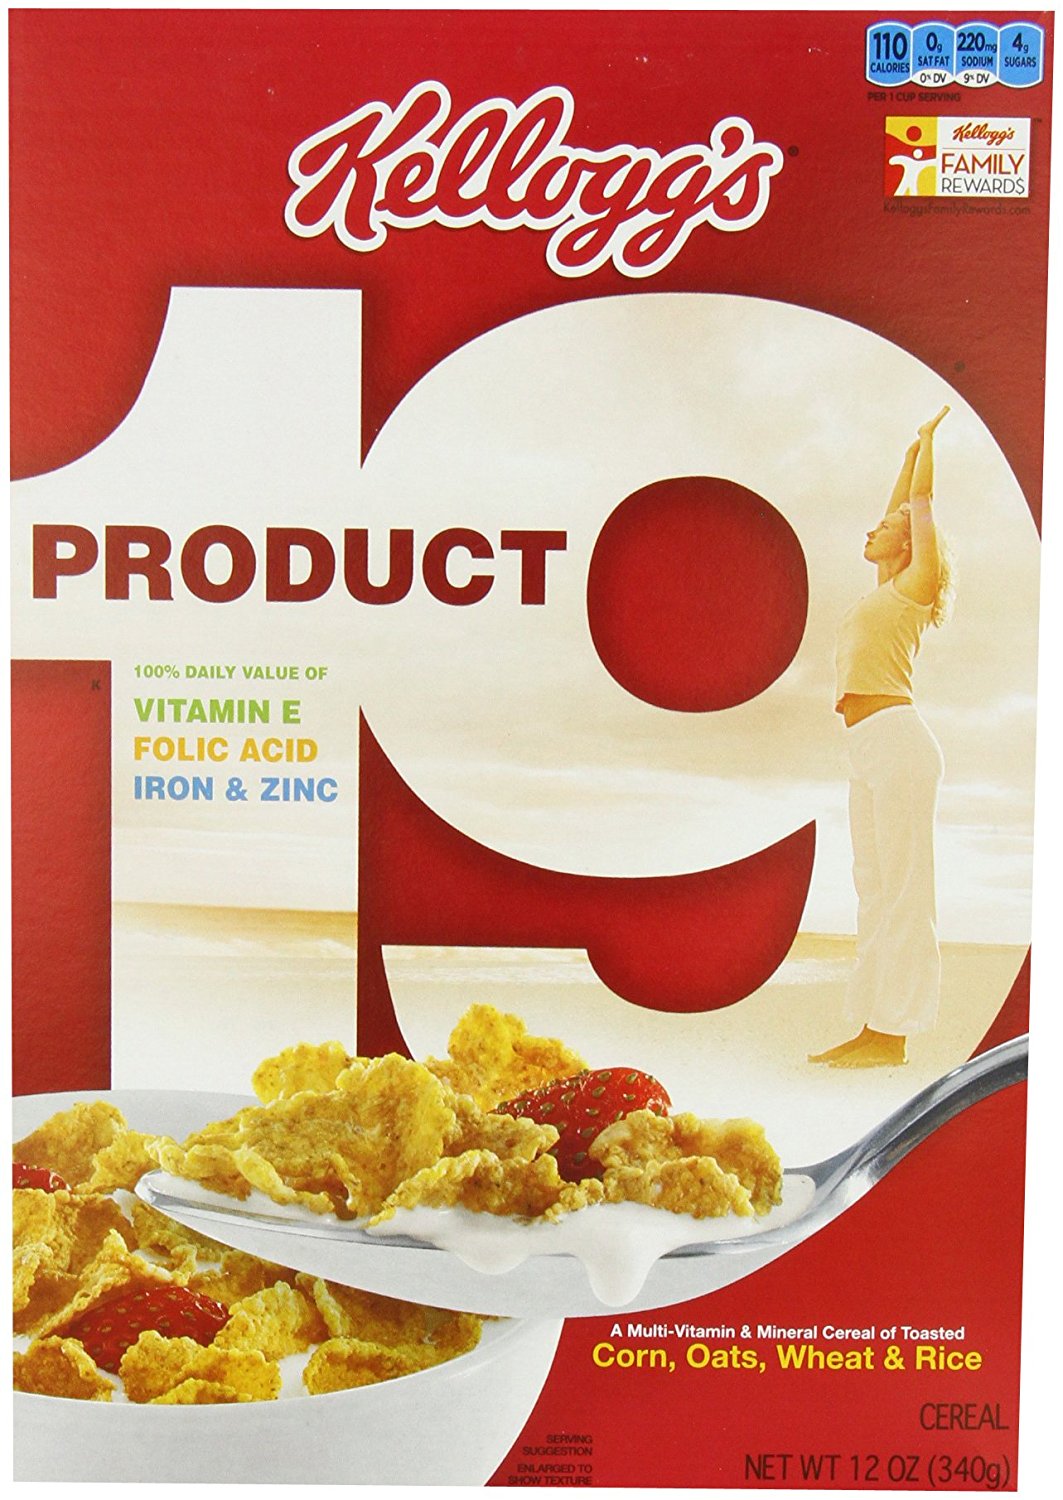 110 CALORIES
0g SAT FAT 0% DV
220mg SODIUM 9% DV
4g SUGARS
PER 1 CUP SERVING
Kellogg's®
Kellogg's
FAMILY
REWARDS™
KelloggsFamilyRewards.com
19®
PRODUCT
100% DAILY VALUE OF
K
VITAMIN E
FOLIC ACID
IRON & ZINC
A Multi-Vitamin & Mineral Cereal of Toasted
Corn, Oats, Wheat & Rice
CEREAL
SERVING
SUGGESTION
ENLARGED TO
SHOW TEXTURE
NET WT 12 OZ (340g)